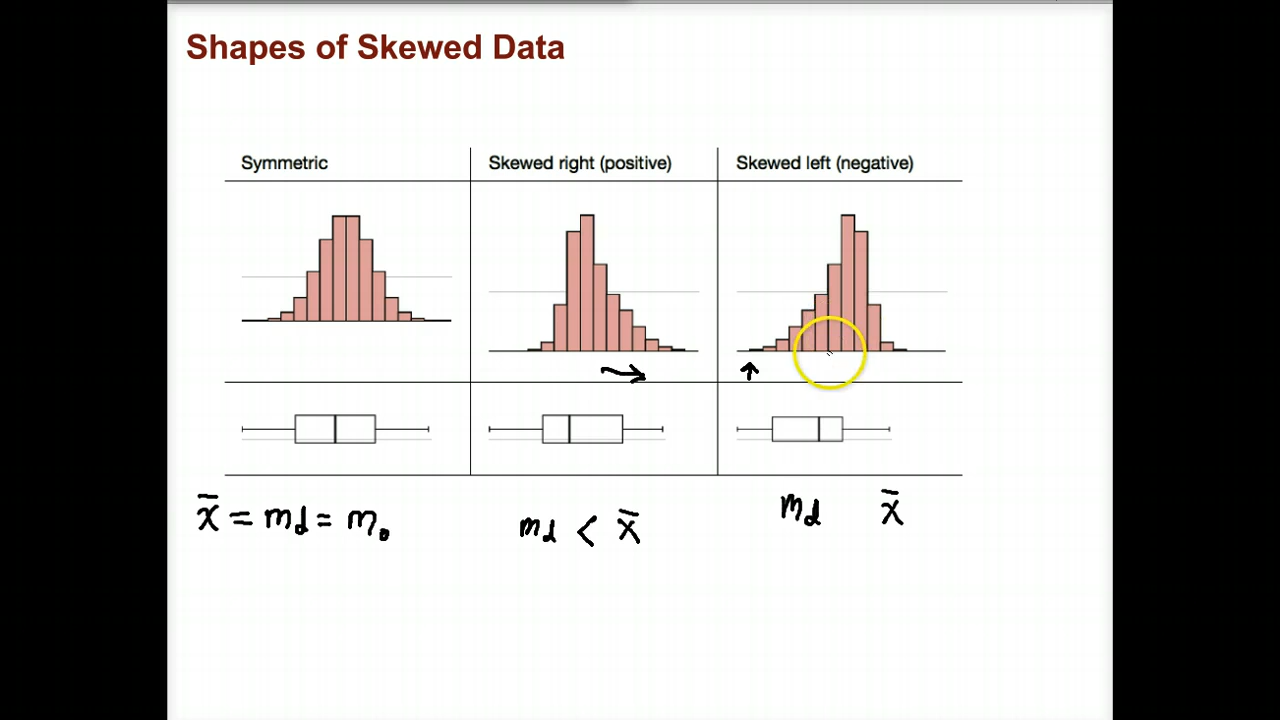 Shapes of Skewed Data
Symmetric
Skewed right (positive)
Skewed left (negative)
x̄ = md = mo
md < x̄
md x̄